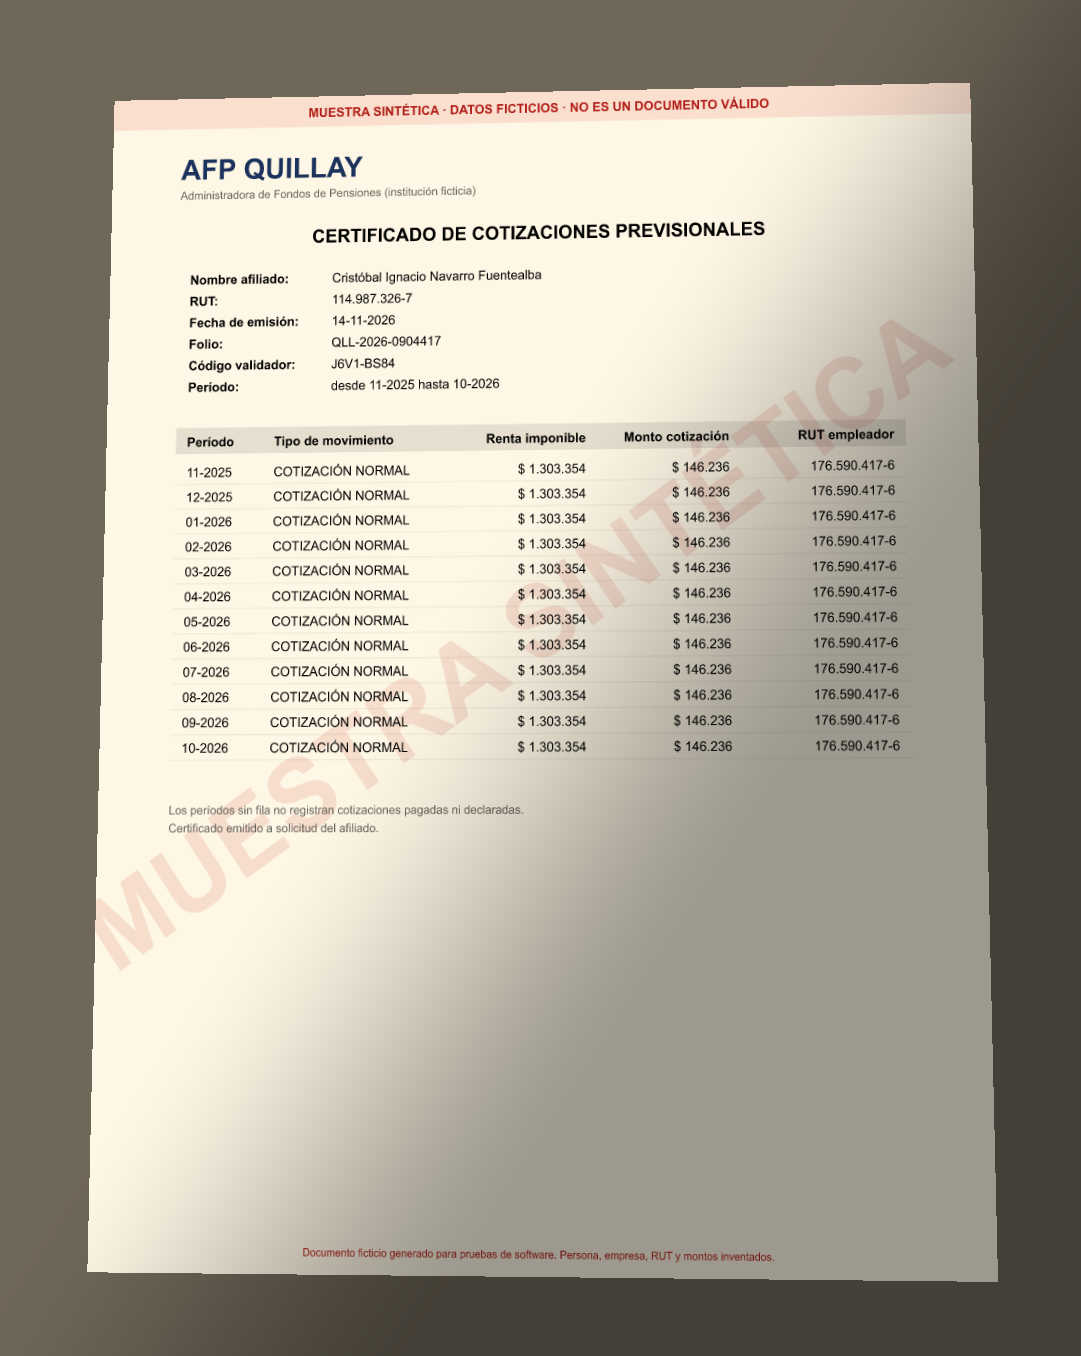 MUESTRA SINTÉTICA · DATOS FICTICIOS · NO ES UN DOCUMENTO VÁLIDO
AFP QUILLAY
Administradora de Fondos de Pensiones (institución ficticia)
CERTIFICADO DE COTIZACIONES PREVISIONALES
Nombre afiliado: Cristóbal Ignacio Navarro Fuentealba
RUT: 114.987.326-7
Fecha de emisión: 14-11-2026
Folio: QLL-2026-0904417
Código validador: J6V1-BS84
Período: desde 11-2025 hasta 10-2026
Período Tipo de movimiento Renta imponible Monto cotización RUT empleador
11-2025 COTIZACIÓN NORMAL $ 1.303.354 $ 146.236 176.590.417-6
12-2025 COTIZACIÓN NORMAL $ 1.303.354 $ 146.236 176.590.417-6
01-2026 COTIZACIÓN NORMAL $ 1.303.354 $ 146.236 176.590.417-6
02-2026 COTIZACIÓN NORMAL $ 1.303.354 $ 146.236 176.590.417-6
03-2026 COTIZACIÓN NORMAL $ 1.303.354 $ 146.236 176.590.417-6
04-2026 COTIZACIÓN NORMAL $ 1.303.354 $ 146.236 176.590.417-6
05-2026 COTIZACIÓN NORMAL $ 1.303.354 $ 146.236 176.590.417-6
06-2026 COTIZACIÓN NORMAL $ 1.303.354 $ 146.236 176.590.417-6
07-2026 COTIZACIÓN NORMAL $ 1.303.354 $ 146.236 176.590.417-6
08-2026 COTIZACIÓN NORMAL $ 1.303.354 $ 146.236 176.590.417-6
09-2026 COTIZACIÓN NORMAL $ 1.303.354 $ 146.236 176.590.417-6
10-2026 COTIZACIÓN NORMAL $ 1.303.354 $ 146.236 176.590.417-6
Los períodos sin fila no registran cotizaciones pagadas ni declaradas.
Certificado emitido a solicitud del afiliado.
MUESTRA SINTÉTICA
Documento ficticio generado para pruebas de software. Persona, empresa, RUT y montos inventados.